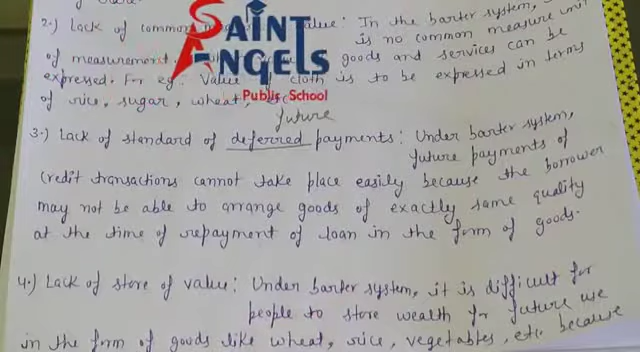 2.) Lack of common value: In the barter system,
is no common measure unit
of measurement. goods and services can be
expressed. For eg. Value of cloth is to be expressed in terms
of rice, sugar, wheat, etc.
SAINT
ANGELS
Public School
future
3.) Lack of standard of deferred payments: Under barter system,
future payments of
credit transactions cannot take place easily because the borrower
may not be able to arrange goods of exactly same quality
at the time of repayment of loan in the form of goods.
4.) Lack of store of value: Under barter system, it is difficult for
people to store wealth for future use
in the form of goods like wheat, rice, vegetables, etc. because